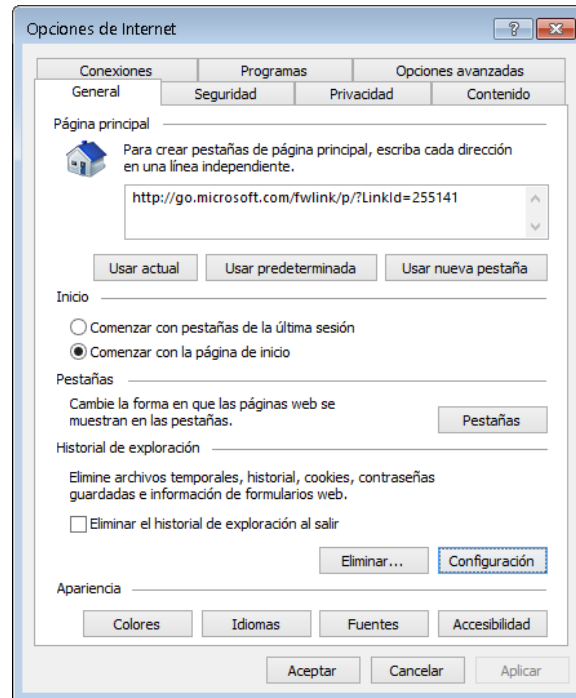 Opciones de Internet
Conexiones Programas Opciones avanzadas
General Seguridad Privacidad Contenido
Página principal
Para crear pestañas de página principal, escriba cada dirección
en una línea independiente.
http://go.microsoft.com/fwlink/p/?LinkId=255141
Usar actual Usar predeterminada Usar nueva pestaña
Inicio
Comenzar con pestañas de la última sesión
Comenzar con la página de inicio
Pestañas
Cambie la forma en que las páginas web se
muestran en las pestañas.
Pestañas
Historial de exploración
Elimine archivos temporales, historial, cookies, contraseñas
guardadas e información de formularios web.
Eliminar el historial de exploración al salir
Eliminar... Configuración
Apariencia
Colores Idiomas Fuentes Accesibilidad
Aceptar Cancelar Aplicar